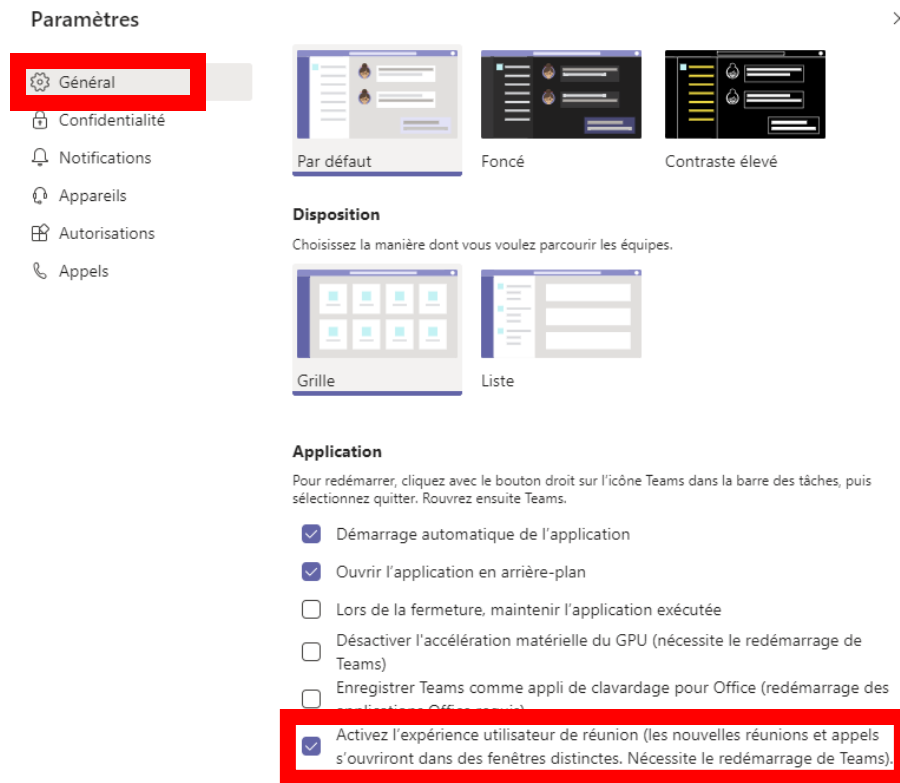 Paramètres
Général
Confidentialité
Notifications
Appareils
Autorisations
Appels
Par défaut
Foncé
Contraste élevé
Disposition
Choisissez la manière dont vous voulez parcourir les équipes.
Grille
Liste
Application
Pour redémarrer, cliquez avec le bouton droit sur l'icône Teams dans la barre des tâches, puis
sélectionnez quitter. Rouvrez ensuite Teams.
Démarrage automatique de l'application
Ouvrir l'application en arrière-plan
Lors de la fermeture, maintenir l'application exécutée
Désactiver l'accélération matérielle du GPU (nécessite le redémarrage de
Teams)
Enregistrer Teams comme appli de clavardage pour Office (redémarrage des
applications Office requis)
Activez l'expérience utilisateur de réunion (les nouvelles réunions et appels
s'ouvriront dans des fenêtres distinctes. Nécessite le redémarrage de Teams).